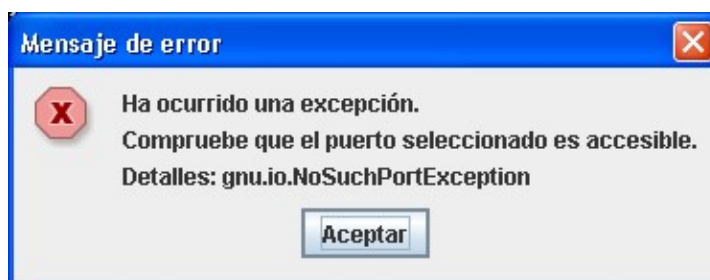 Mensaje de error
Ha ocurrido una excepción.
Compruebe que el puerto seleccionado es accesible.
Detalles: gnu.io.NoSuchPortException
Aceptar